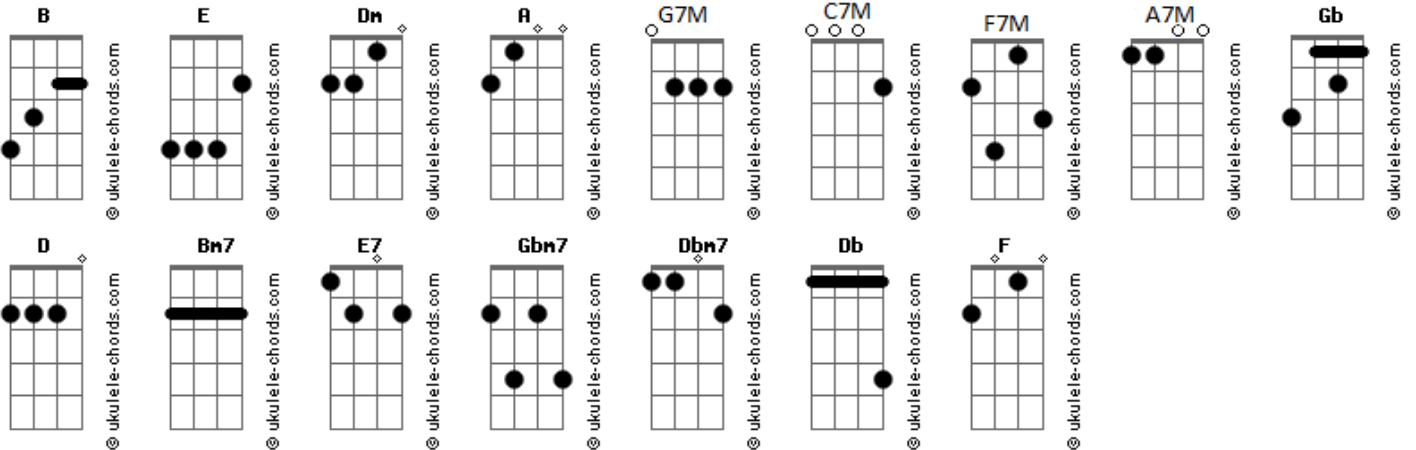 B E Dm A G7M C7M F7M A7M Gb
© ukulele-chords.com © ukulele-chords.com © ukulele-chords.com © ukulele-chords.com © ukulele-chords.com © ukulele-chords.com © ukulele-chords.com © ukulele-chords.com © ukulele-chords.com
D Bm7 E7 Gbm7 Dbm7 Db F
© ukulele-chords.com © ukulele-chords.com © ukulele-chords.com © ukulele-chords.com © ukulele-chords.com © ukulele-chords.com © ukulele-chords.com